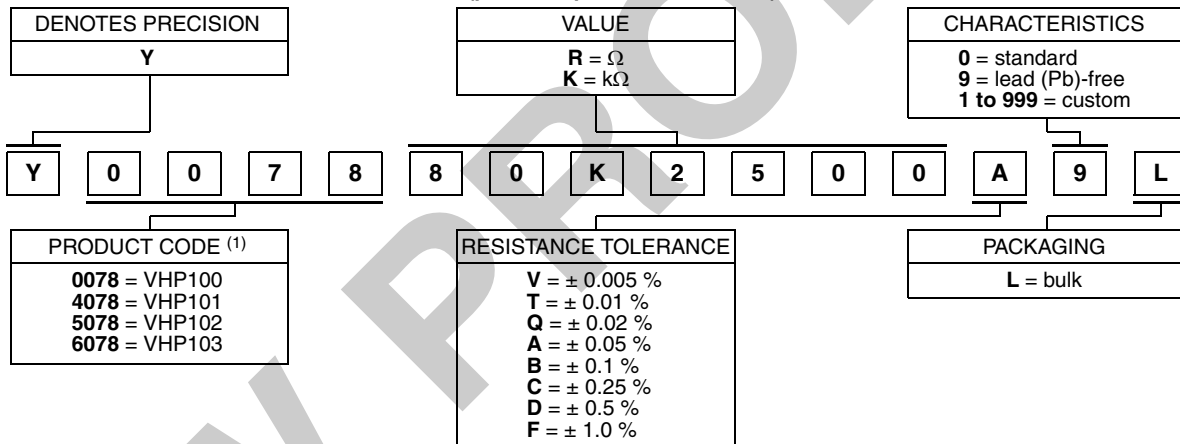 DENOTES PRECISION
Y
VALUE
R = Ω
K = kΩ
CHARACTERISTICS
0 = standard
9 = lead (Pb)-free
1 to 999 = custom
Y 0 0 7 8 8 0 K 2 5 0 0 A 9 L
PRODUCT CODE (1)
0078 = VHP100
4078 = VHP101
5078 = VHP102
6078 = VHP103
RESISTANCE TOLERANCE
V = ± 0.005 %
T = ± 0.01 %
Q = ± 0.02 %
A = ± 0.05 %
B = ± 0.1 %
C = ± 0.25 %
D = ± 0.5 %
F = ± 1.0 %
PACKAGING
L = bulk